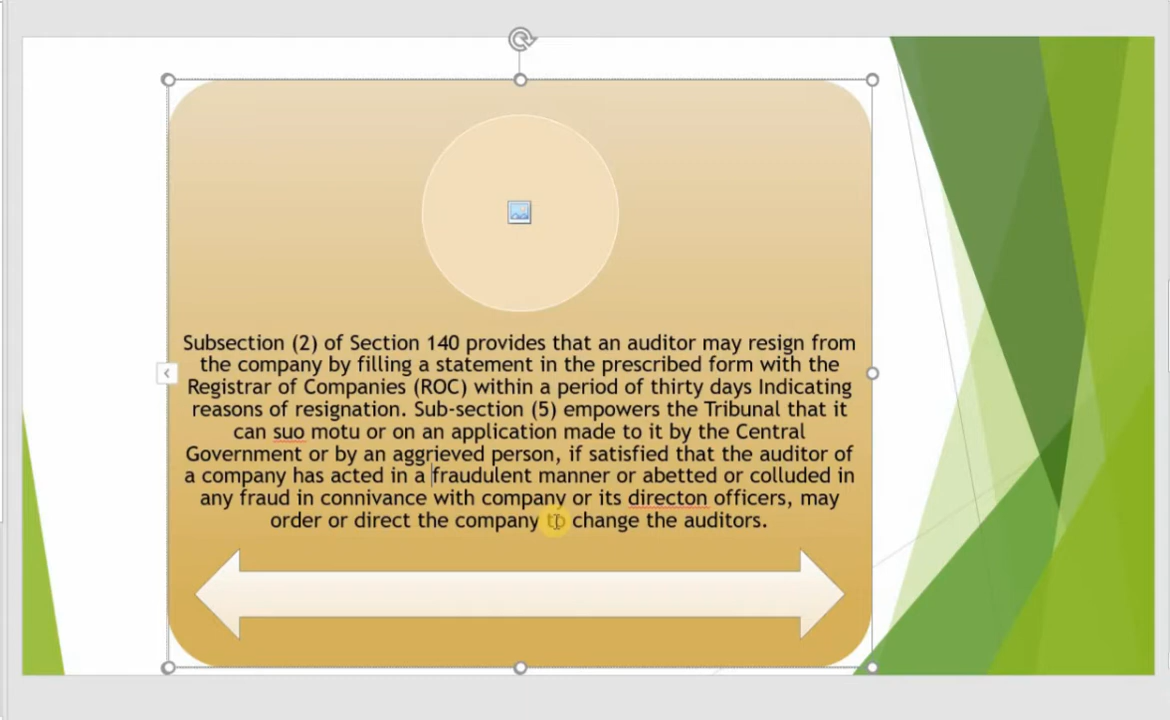 Subsection (2) of Section 140 provides that an auditor may resign from
the company by filling a statement in the prescribed form with the
Registrar of Companies (ROC) within a period of thirty days Indicating
reasons of resignation. Sub-section (5) empowers the Tribunal that it
can suo motu or on an application made to it by the Central
Government or by an aggrieved person, if satisfied that the auditor of
a company has acted in a fraudulent manner or abetted or colluded in
any fraud in connivance with company or its directon officers, may
order or direct the company to change the auditors.